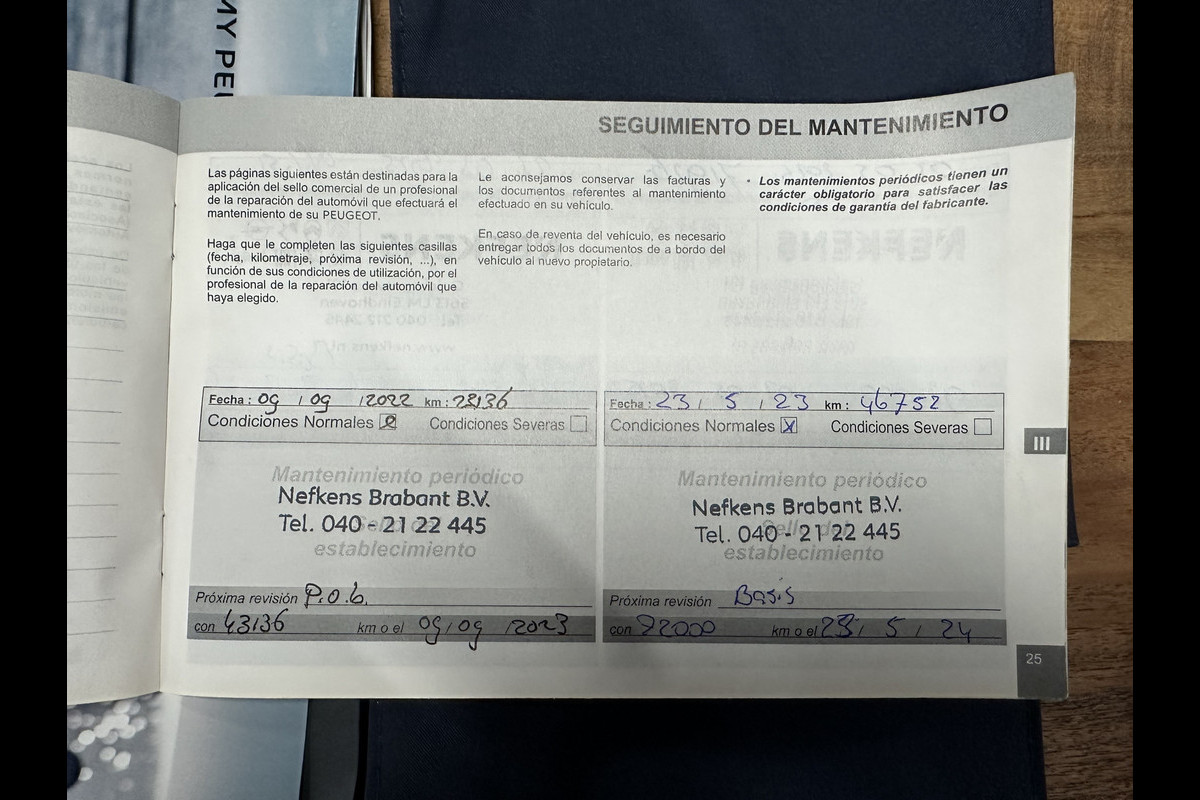 MY PEU
SEGUIMIENTO DEL MANTENIMIENTO
Las páginas siguientes están destinadas para la
aplicación del sello comercial de un profesional
de la reparación del automóvil que efectuará el
mantenimiento de su PEUGEOT.
Haga que le completen las siguientes casillas
(fecha, kilometraje, próxima revisión, ...), en
función de sus condiciones de utilización, por el
profesional de la reparación del automóvil que
haya elegido.
Le aconsejamos conservar las facturas y
los documentos referentes al mantenimiento
efectuado en su vehículo.
En caso de reventa del vehículo, es necesario
entregar todos los documentos de a bordo del
vehículo al nuevo propietario.
• Los mantenimientos periódicos tienen un
carácter obligatorio para satisfacer las
condiciones de garantía del fabricante.
Fecha : 09 / 09 / 2022 km : 23136
Condiciones Normales Condiciones Severas
Mantenimiento periódico
Nefkens Brabant B.V.
Tel. 040 - 21 22 445
Sello del
establecimiento
Próxima revisión P.o.b.
con 43136 km o el 09 / 09 / 2023
Fecha : 23 / 5 / 23 km : 46752
Condiciones Normales X Condiciones Severas
Mantenimiento periódico
Nefkens Brabant B.V.
Tel. 040 - 21 22 445
Sello del
establecimiento
Próxima revisión Basis
con 72000 km o el 23 / 5 / 24
III
25